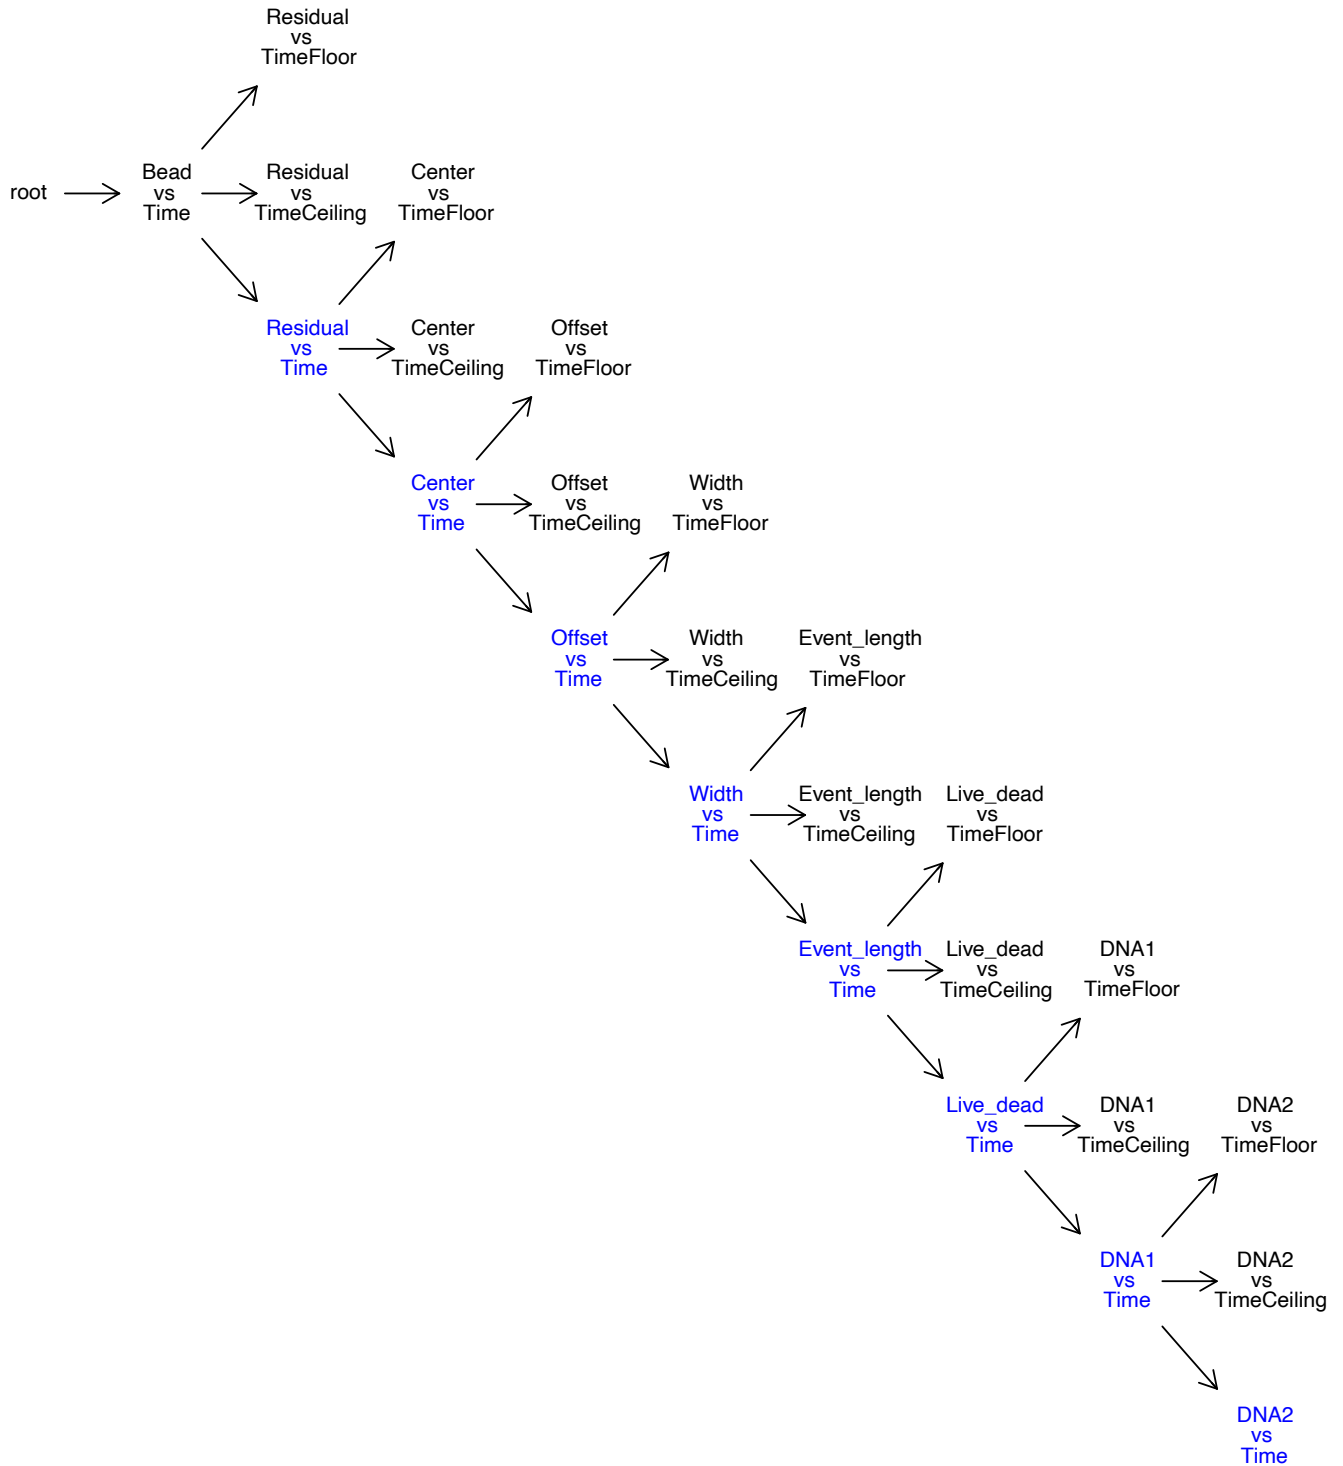 Residual
vs
TimeFloor
root
Bead
vs
Time
Residual
vs
TimeCeiling
Center
vs
TimeFloor
Residual
vs
Time
Center
vs
TimeCeiling
Offset
vs
TimeFloor
Center
vs
Time
Offset
vs
TimeCeiling
Width
vs
TimeFloor
Offset
vs
Time
Width
vs
TimeCeiling
Event_length
vs
TimeFloor
Width
vs
Time
Event_length
vs
TimeCeiling
Live_dead
vs
TimeFloor
Event_length
vs
Time
Live_dead
vs
TimeCeiling
DNA1
vs
TimeFloor
Live_dead
vs
Time
DNA1
vs
TimeCeiling
DNA2
vs
TimeFloor
DNA1
vs
Time
DNA2
vs
TimeCeiling
DNA2
vs
Time